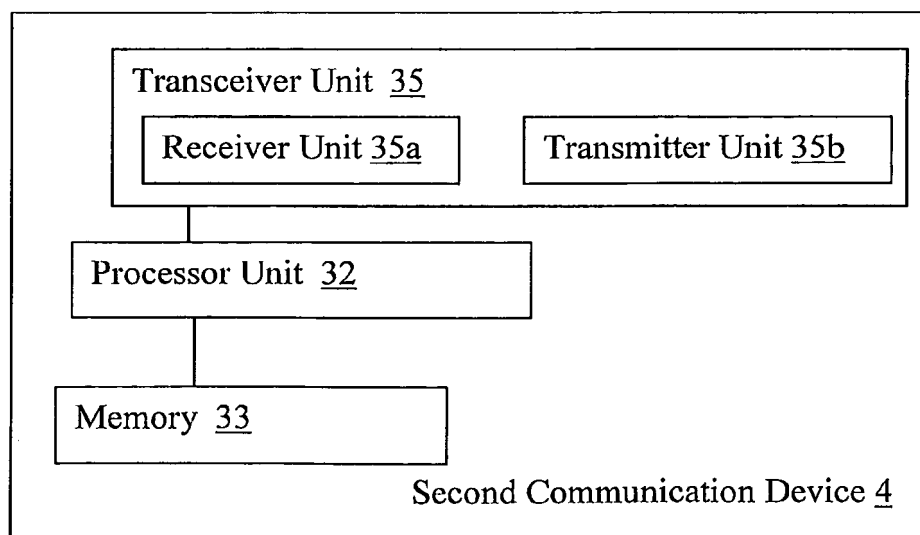 Transceiver Unit 35
Receiver Unit 35a
Transmitter Unit 35b
Processor Unit 32
Memory 33
Second Communication Device 4